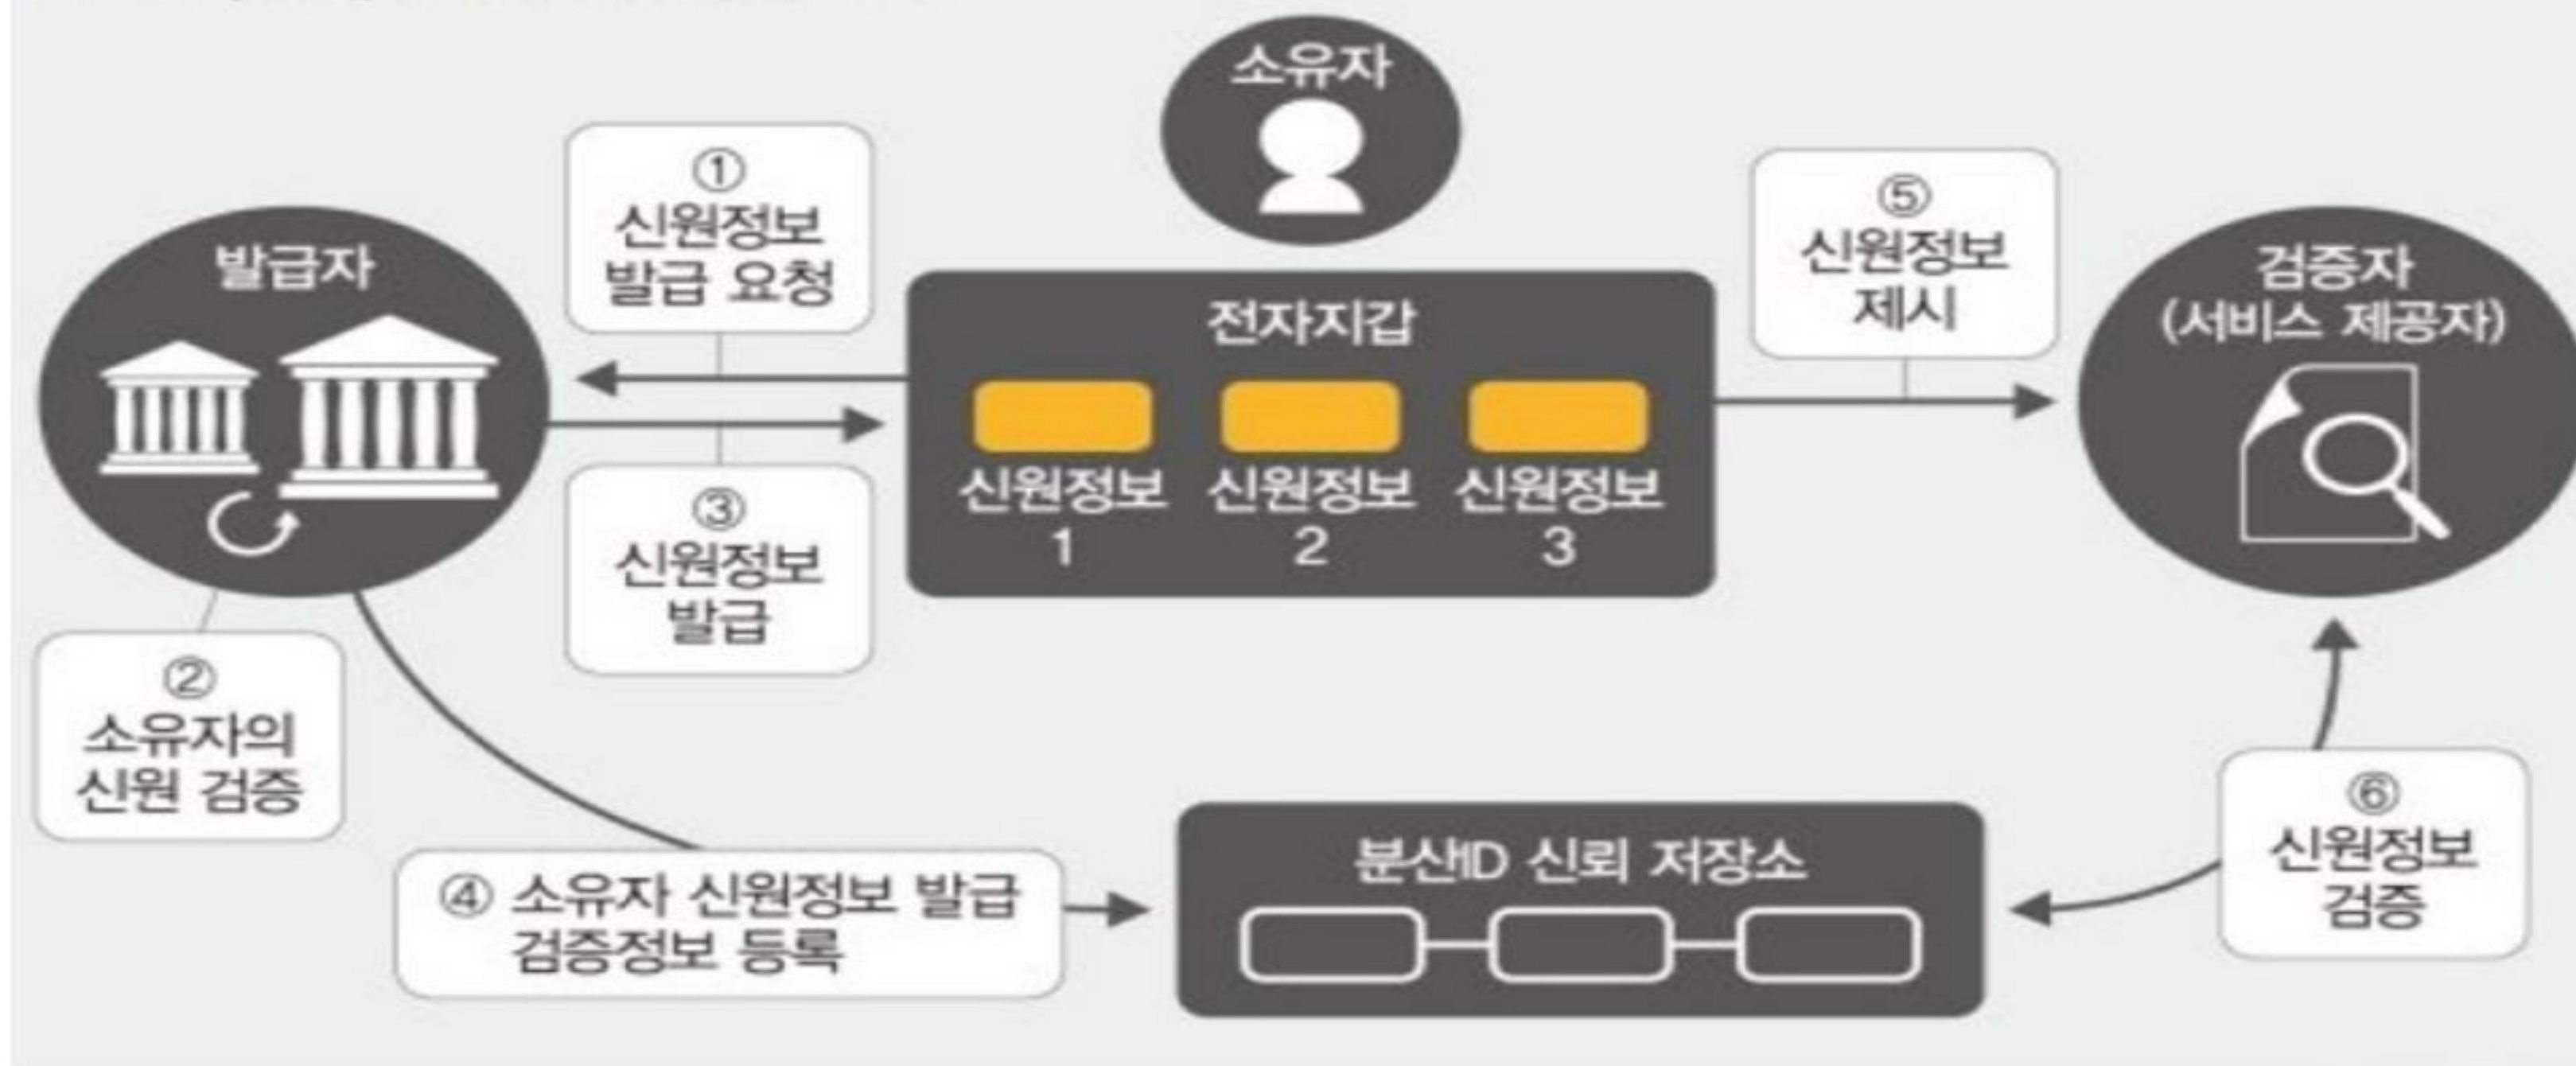 소유자
①
신원정보
발급 요청
⑤
신원정보
제시
발급자
검증자
(서비스 제공자)
전자지갑
신원정보
1
신원정보
2
신원정보
3
③
신원정보
발급
②
소유자의
신원 검증
④ 소유자 신원정보 발급
검증정보 등록
분산ID 신뢰 저장소
⑥
신원정보
검증